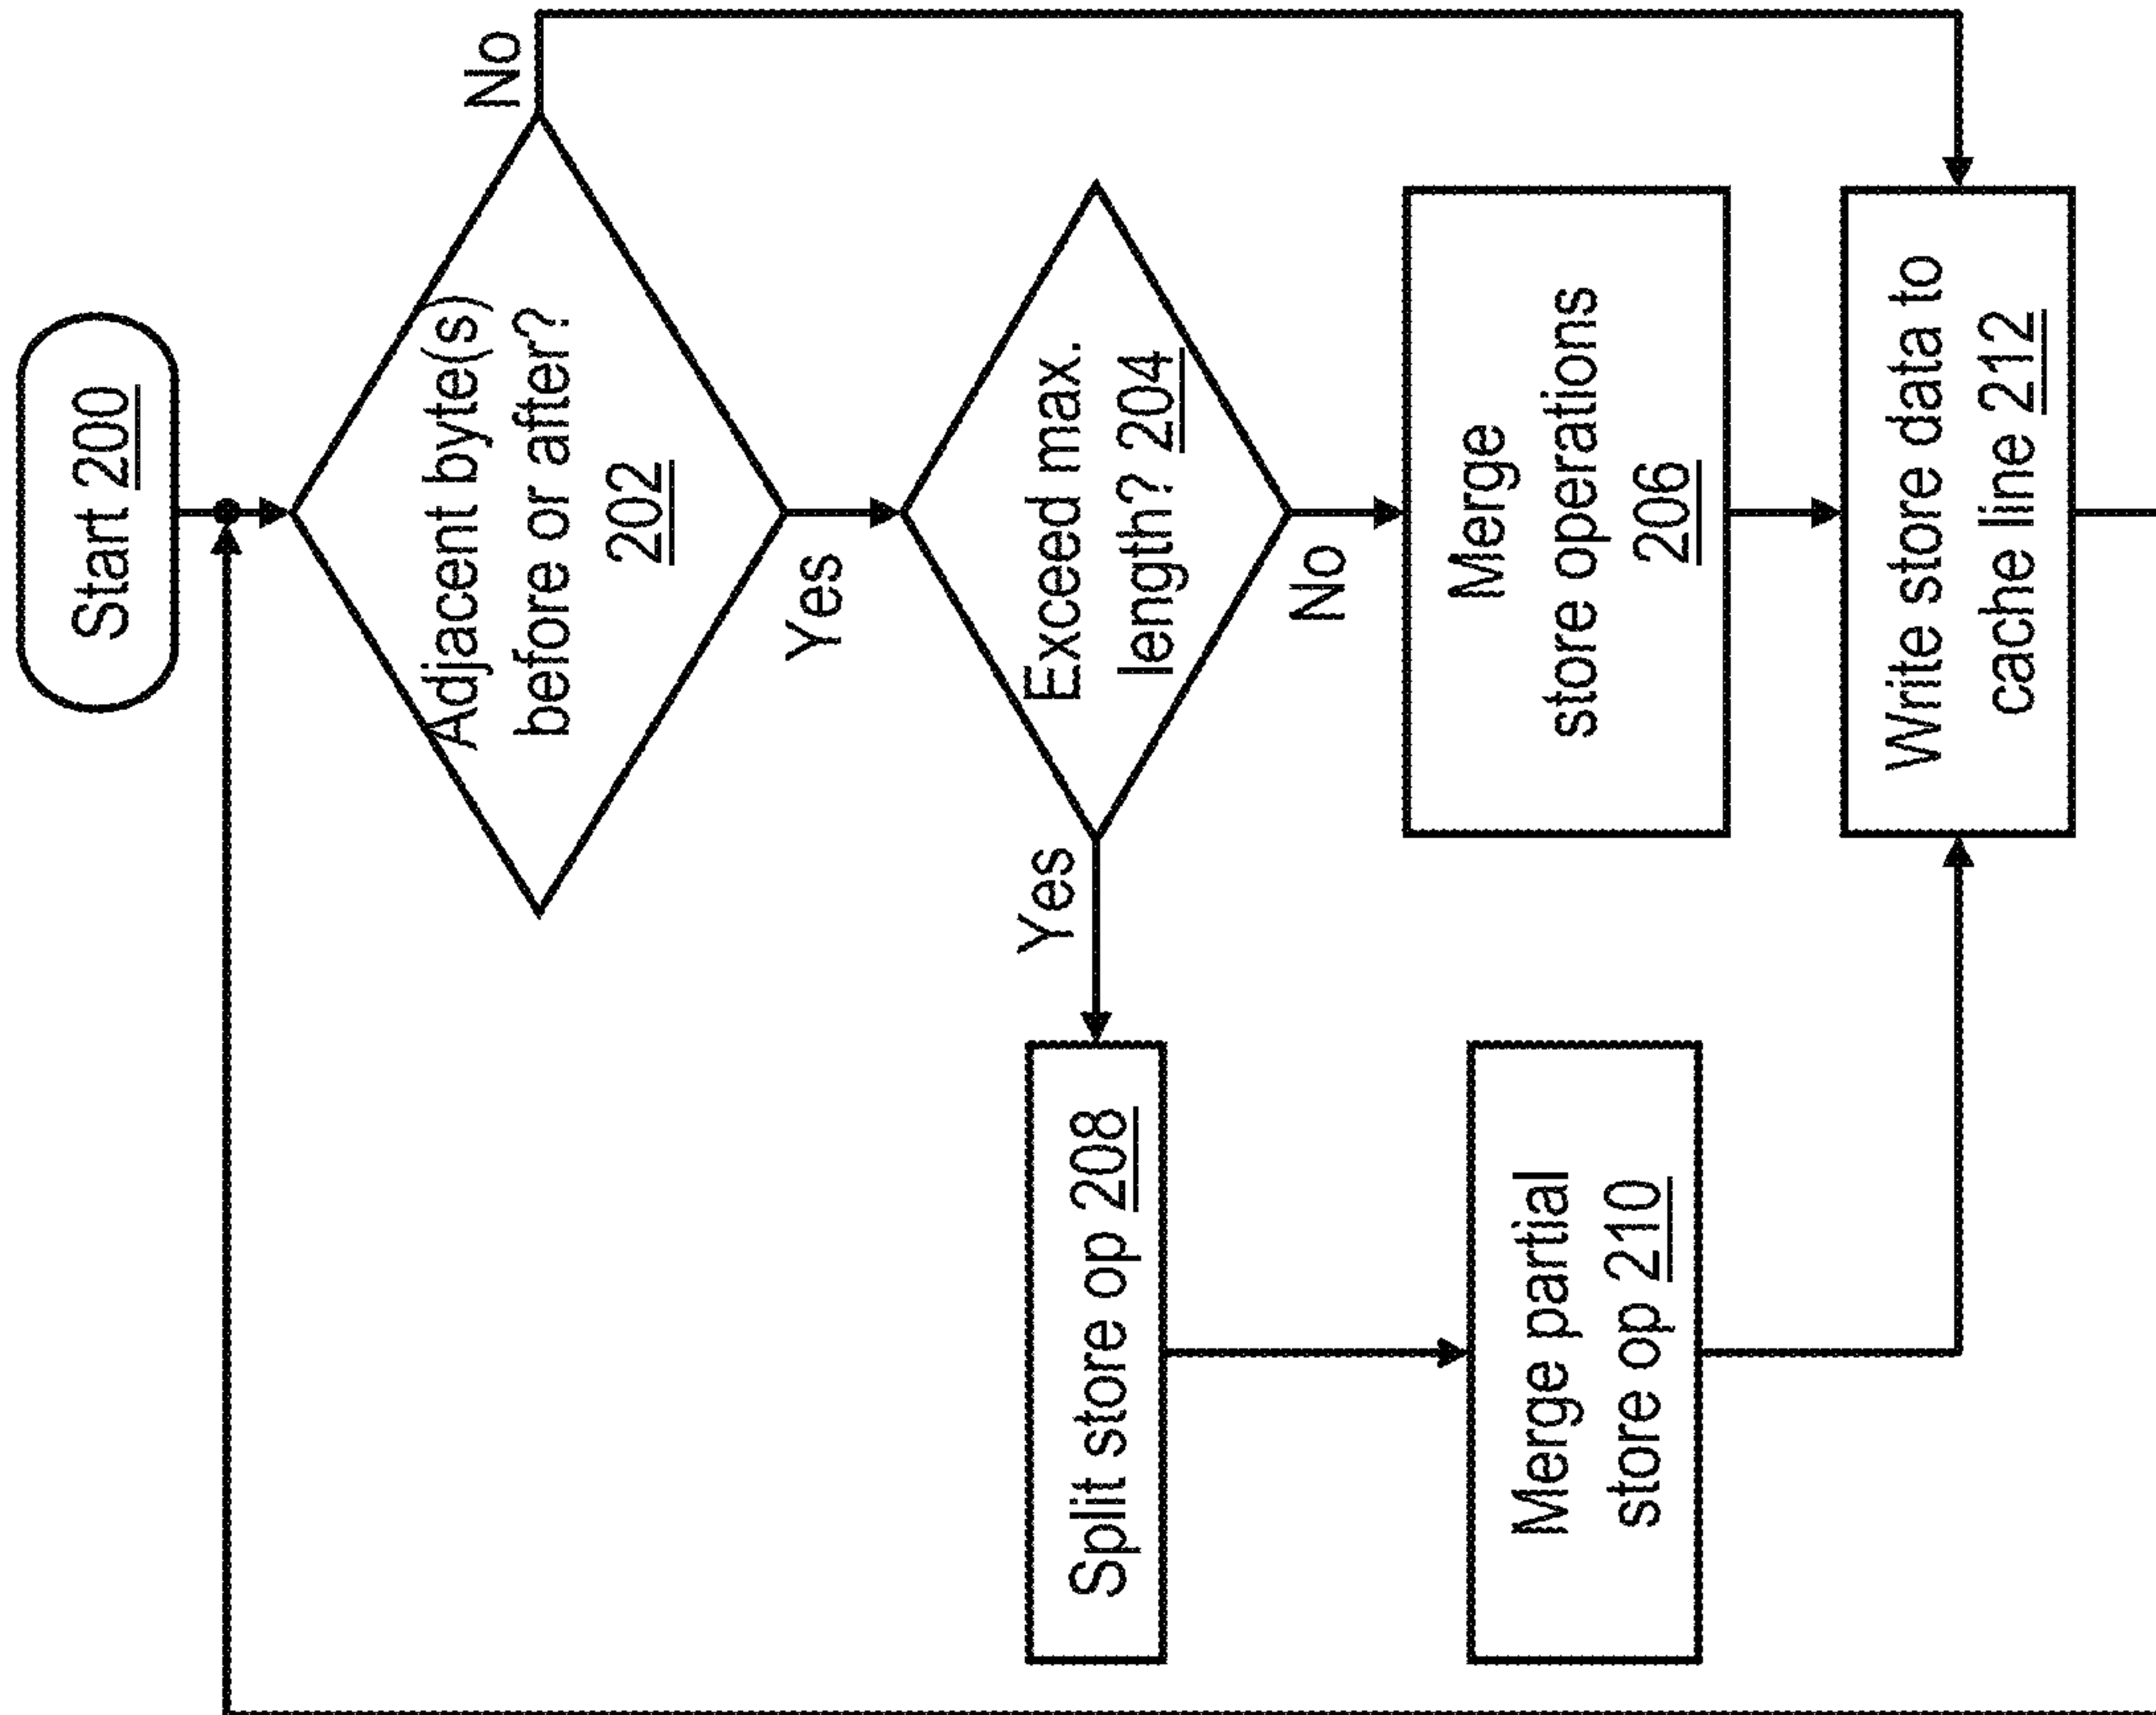 Start 200
Adjacent byte(s)
before or after?
202
No
Yes
Exceed max.
length? 204
Yes
No
Merge
store operations
206
Split store op 208
Merge partial
store op 210
Write store data to
cache line 212